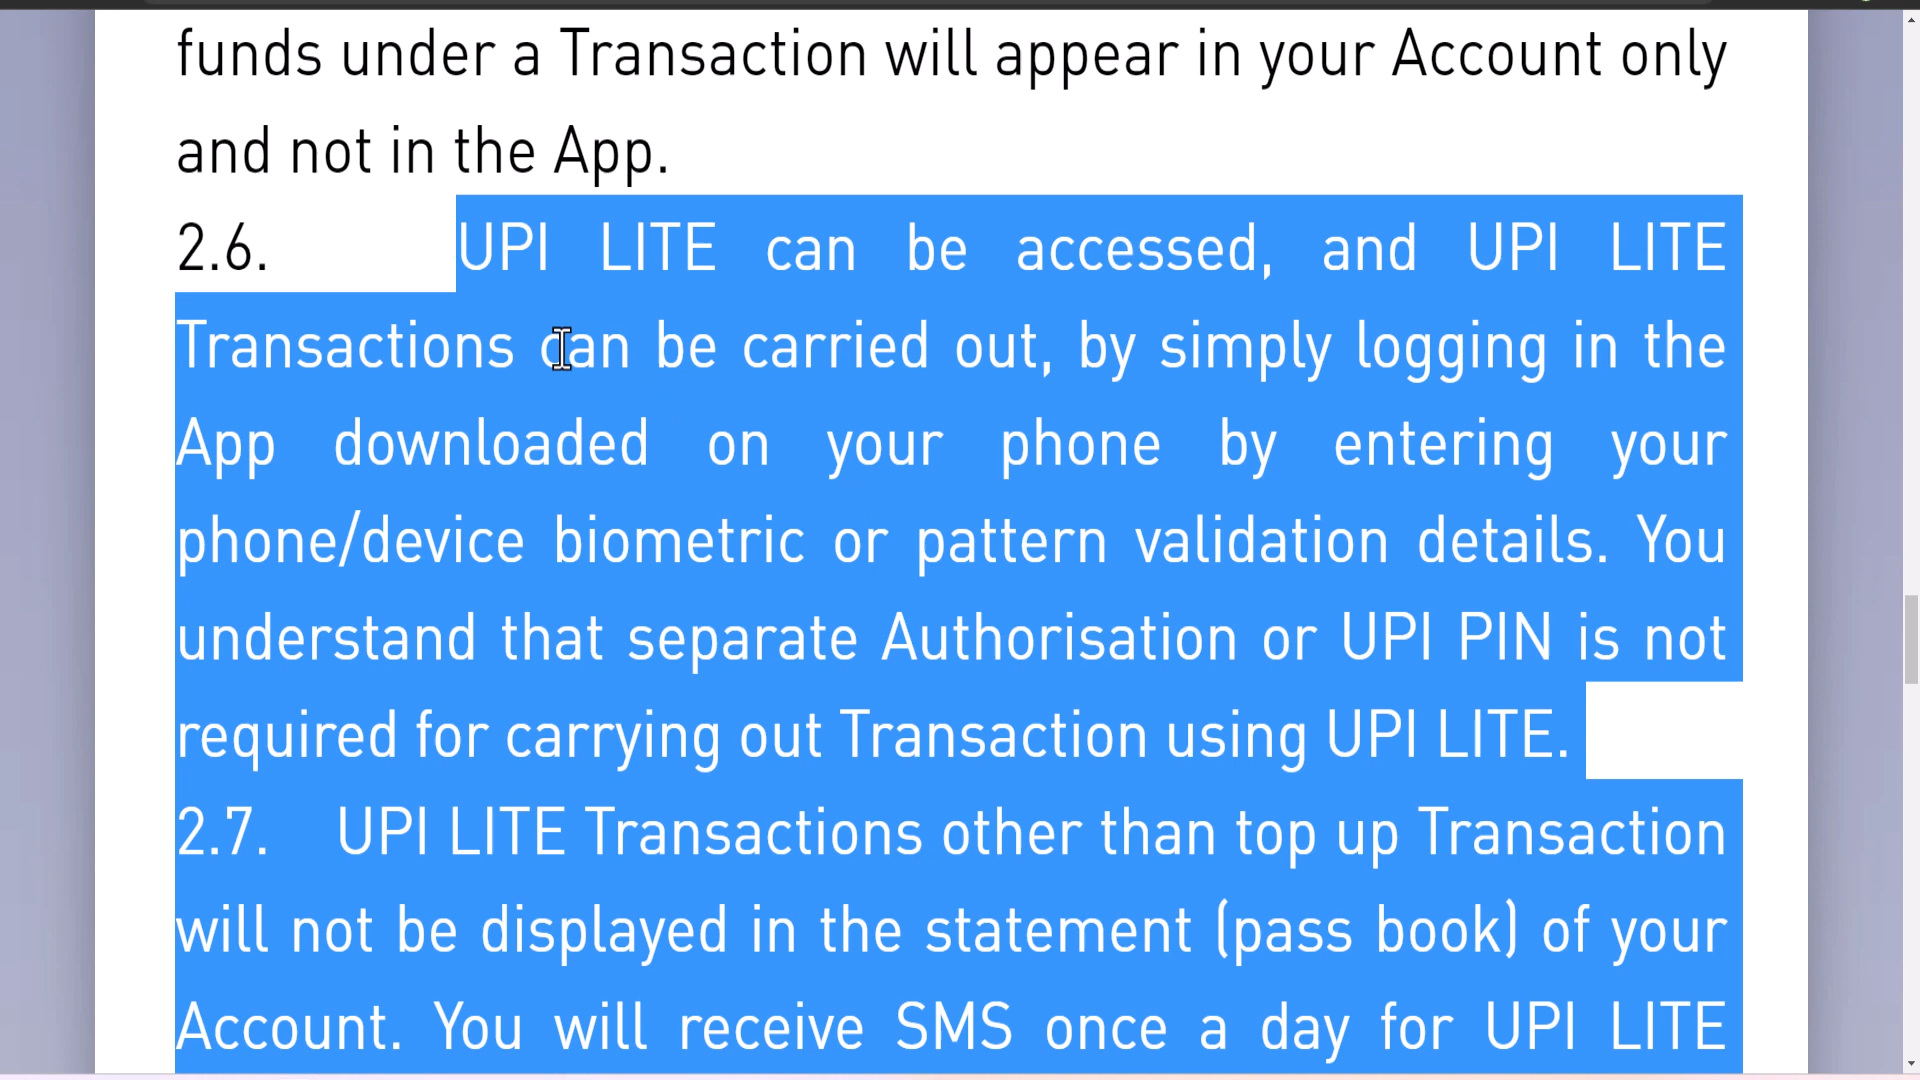 funds under a Transaction will appear in your Account only
and not in the App.
2.6. UPI LITE can be accessed, and UPI LITE
Transactions can be carried out, by simply logging in the
App downloaded on your phone by entering your
phone/device biometric or pattern validation details. You
understand that separate Authorisation or UPI PIN is not
required for carrying out Transaction using UPI LITE.
2.7. UPI LITE Transactions other than top up Transaction
will not be displayed in the statement (pass book) of your
Account. You will receive SMS once a day for UPI LITE